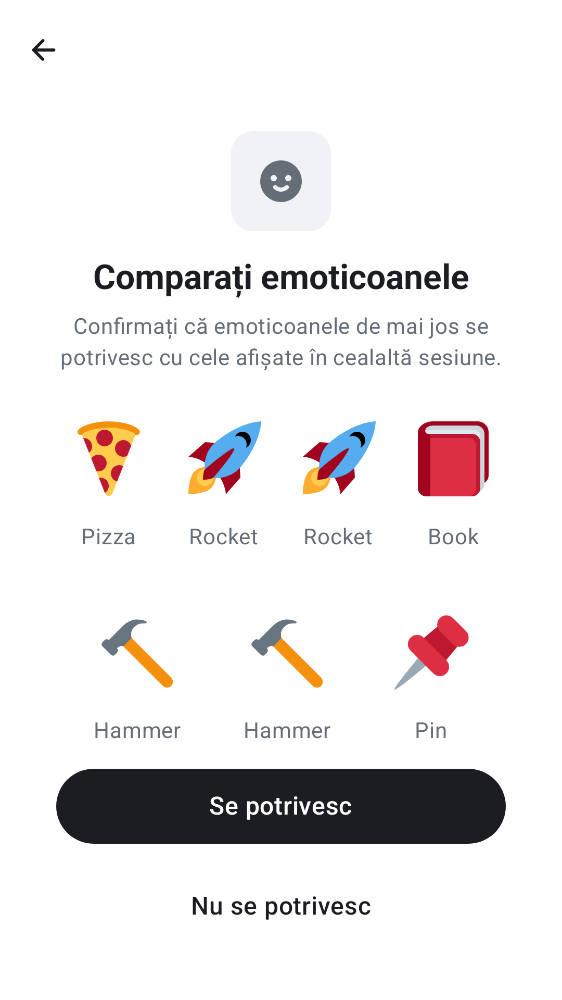 Comparați emoticoanele
Confirmați că emoticoanele de mai jos se
potrivesc cu cele afișate în cealaltă sesiune.
Pizza Rocket Rocket Book
Hammer Hammer Pin
Se potrivesc
Nu se potrivesc